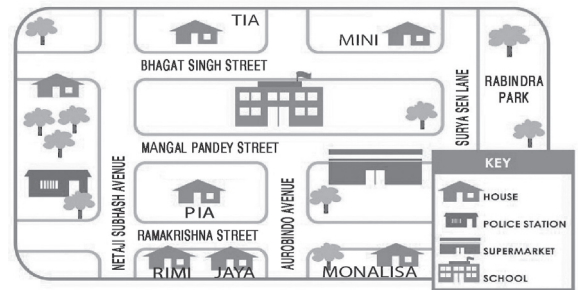 TIA
MINI
BHAGAT SINGH STREET
SURYA SEN LANE
RABINDRA
PARK
MANGAL PANDEY STREET
NETAJI SUBHASH AVENUE
AUROBINDO AVENUE
PIA
RAMAKRISHNA STREET
RIMI
JAYA
MONALISA
KEY
HOUSE
POLICE STATION
SUPERMARKET
SCHOOL